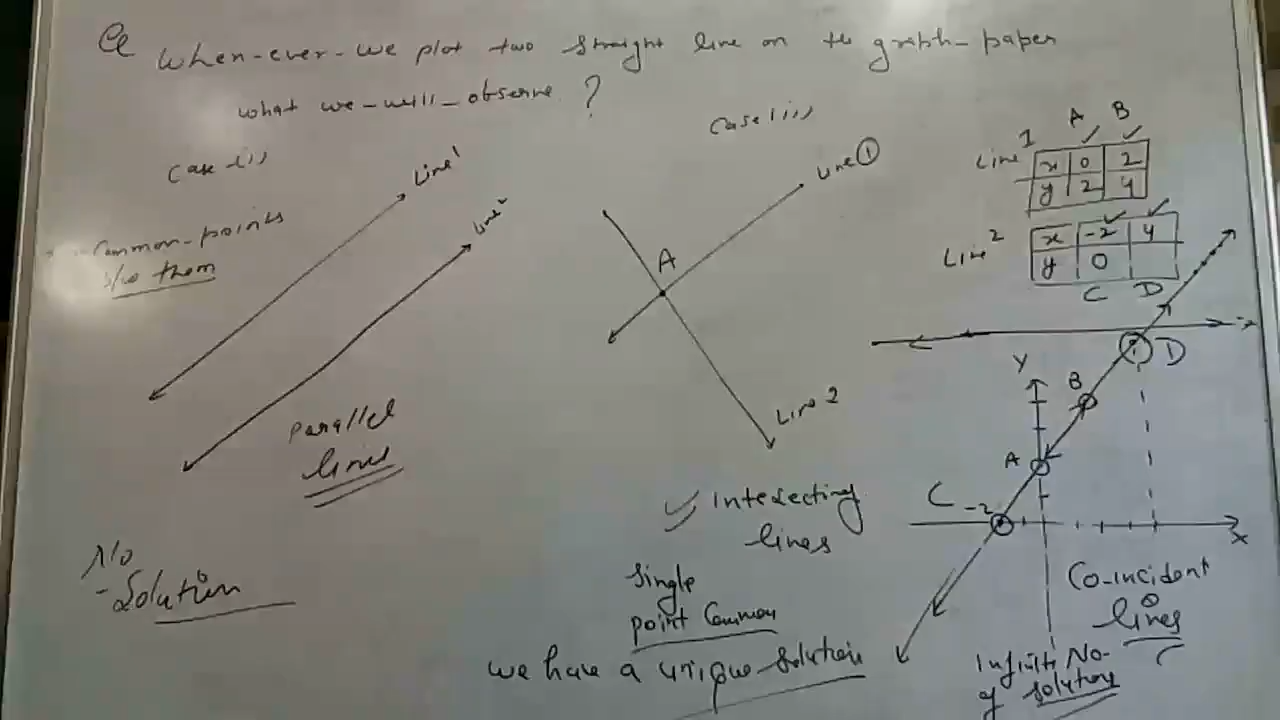 Q When-ever-we plot two straight line on the graph-paper
what we-will-observe ?
Case (i)
Common-points
b/w them
Line 1
Line 2
Parallel
lines
No
Solution
Case (ii)
Line ①
A
Line 2
Intersecting
lines
Single
point Common
we have a unique solution
A B
Line 1
x 0 2
y 2 4
Line 2
x -2 4
y 0
C D
D
Y
B
A
C -2
X
Co-incident
lines
Infinite No-
of solutions